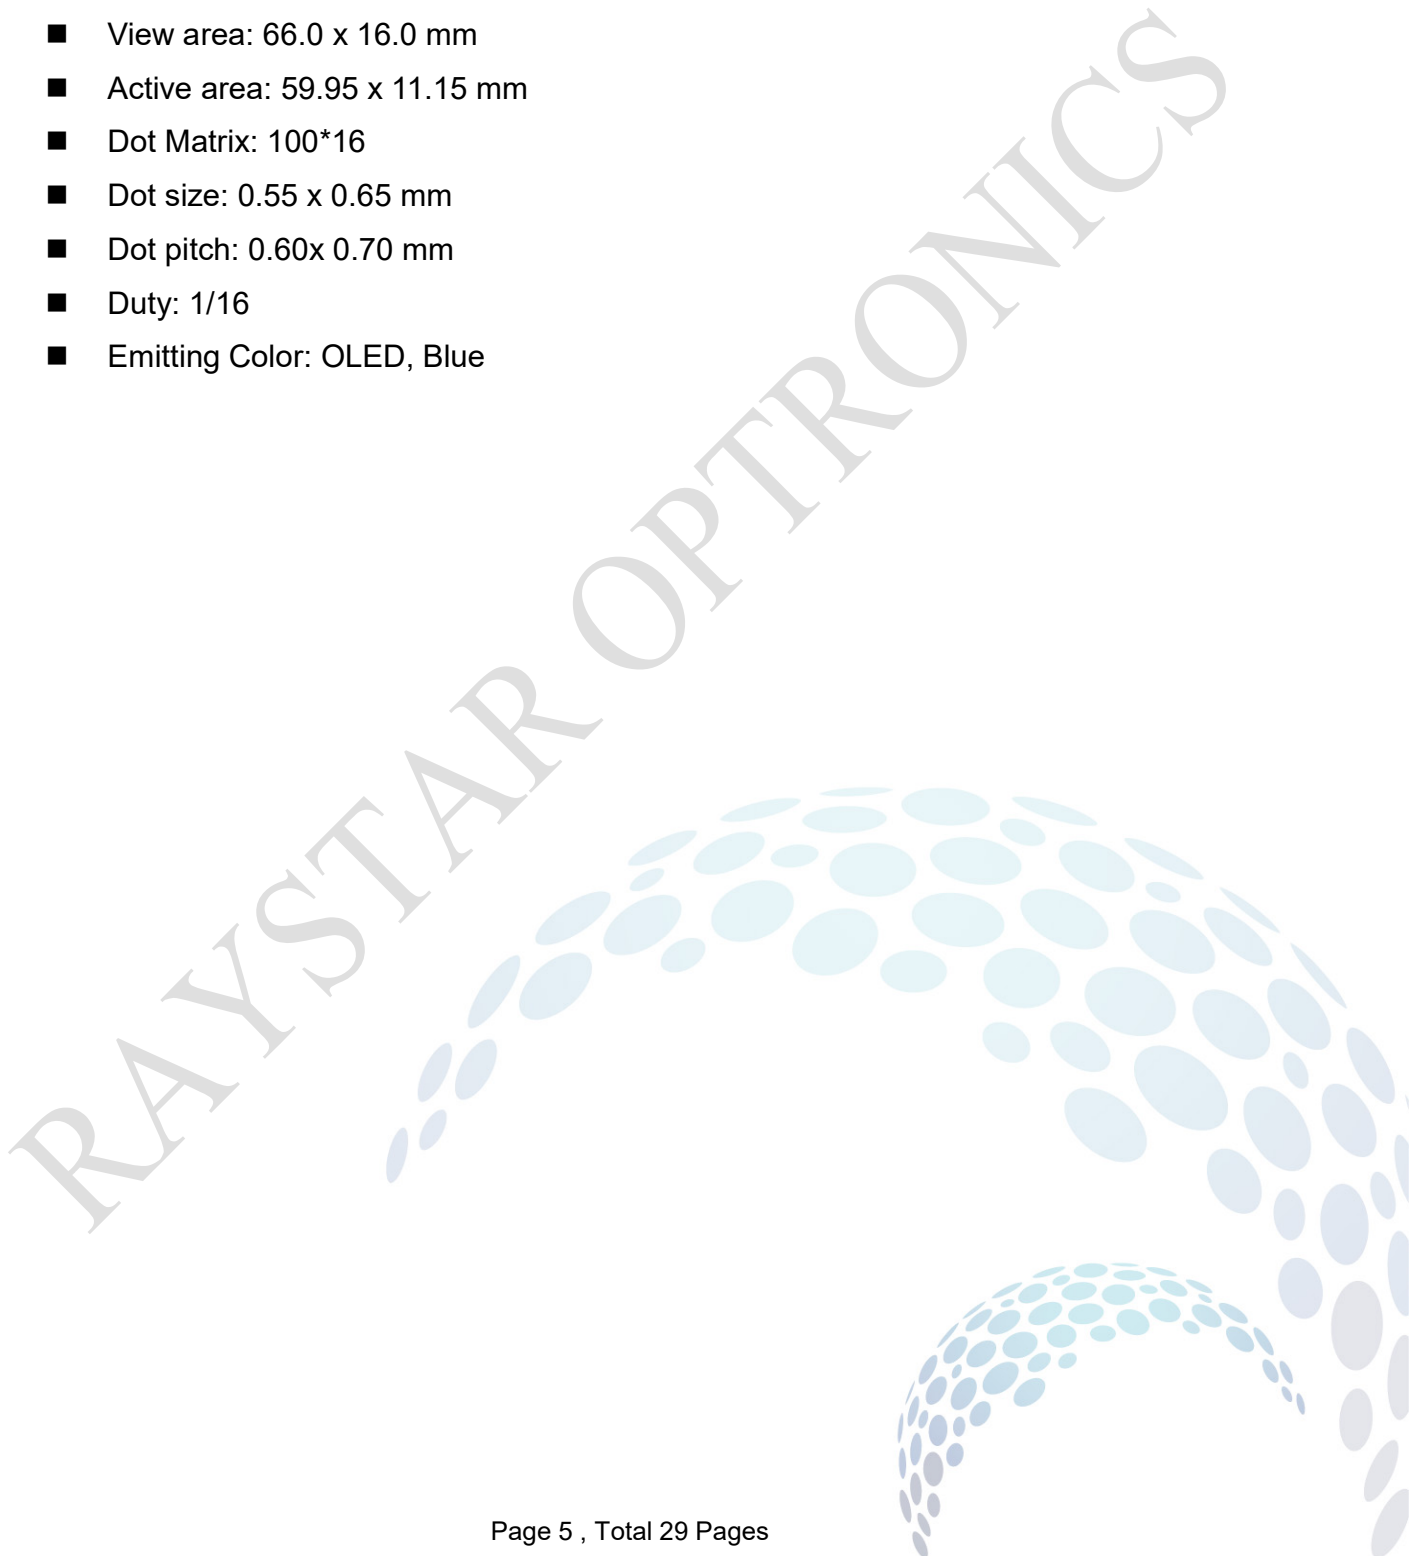 ■ View area: 66.0 x 16.0 mm
■ Active area: 59.95 x 11.15 mm
■ Dot Matrix: 100*16
■ Dot size: 0.55 x 0.65 mm
■ Dot pitch: 0.60x 0.70 mm
■ Duty: 1/16
■ Emitting Color: OLED, Blue
RAYSTAR OPTRONICS
Page 5 , Total 29 Pages